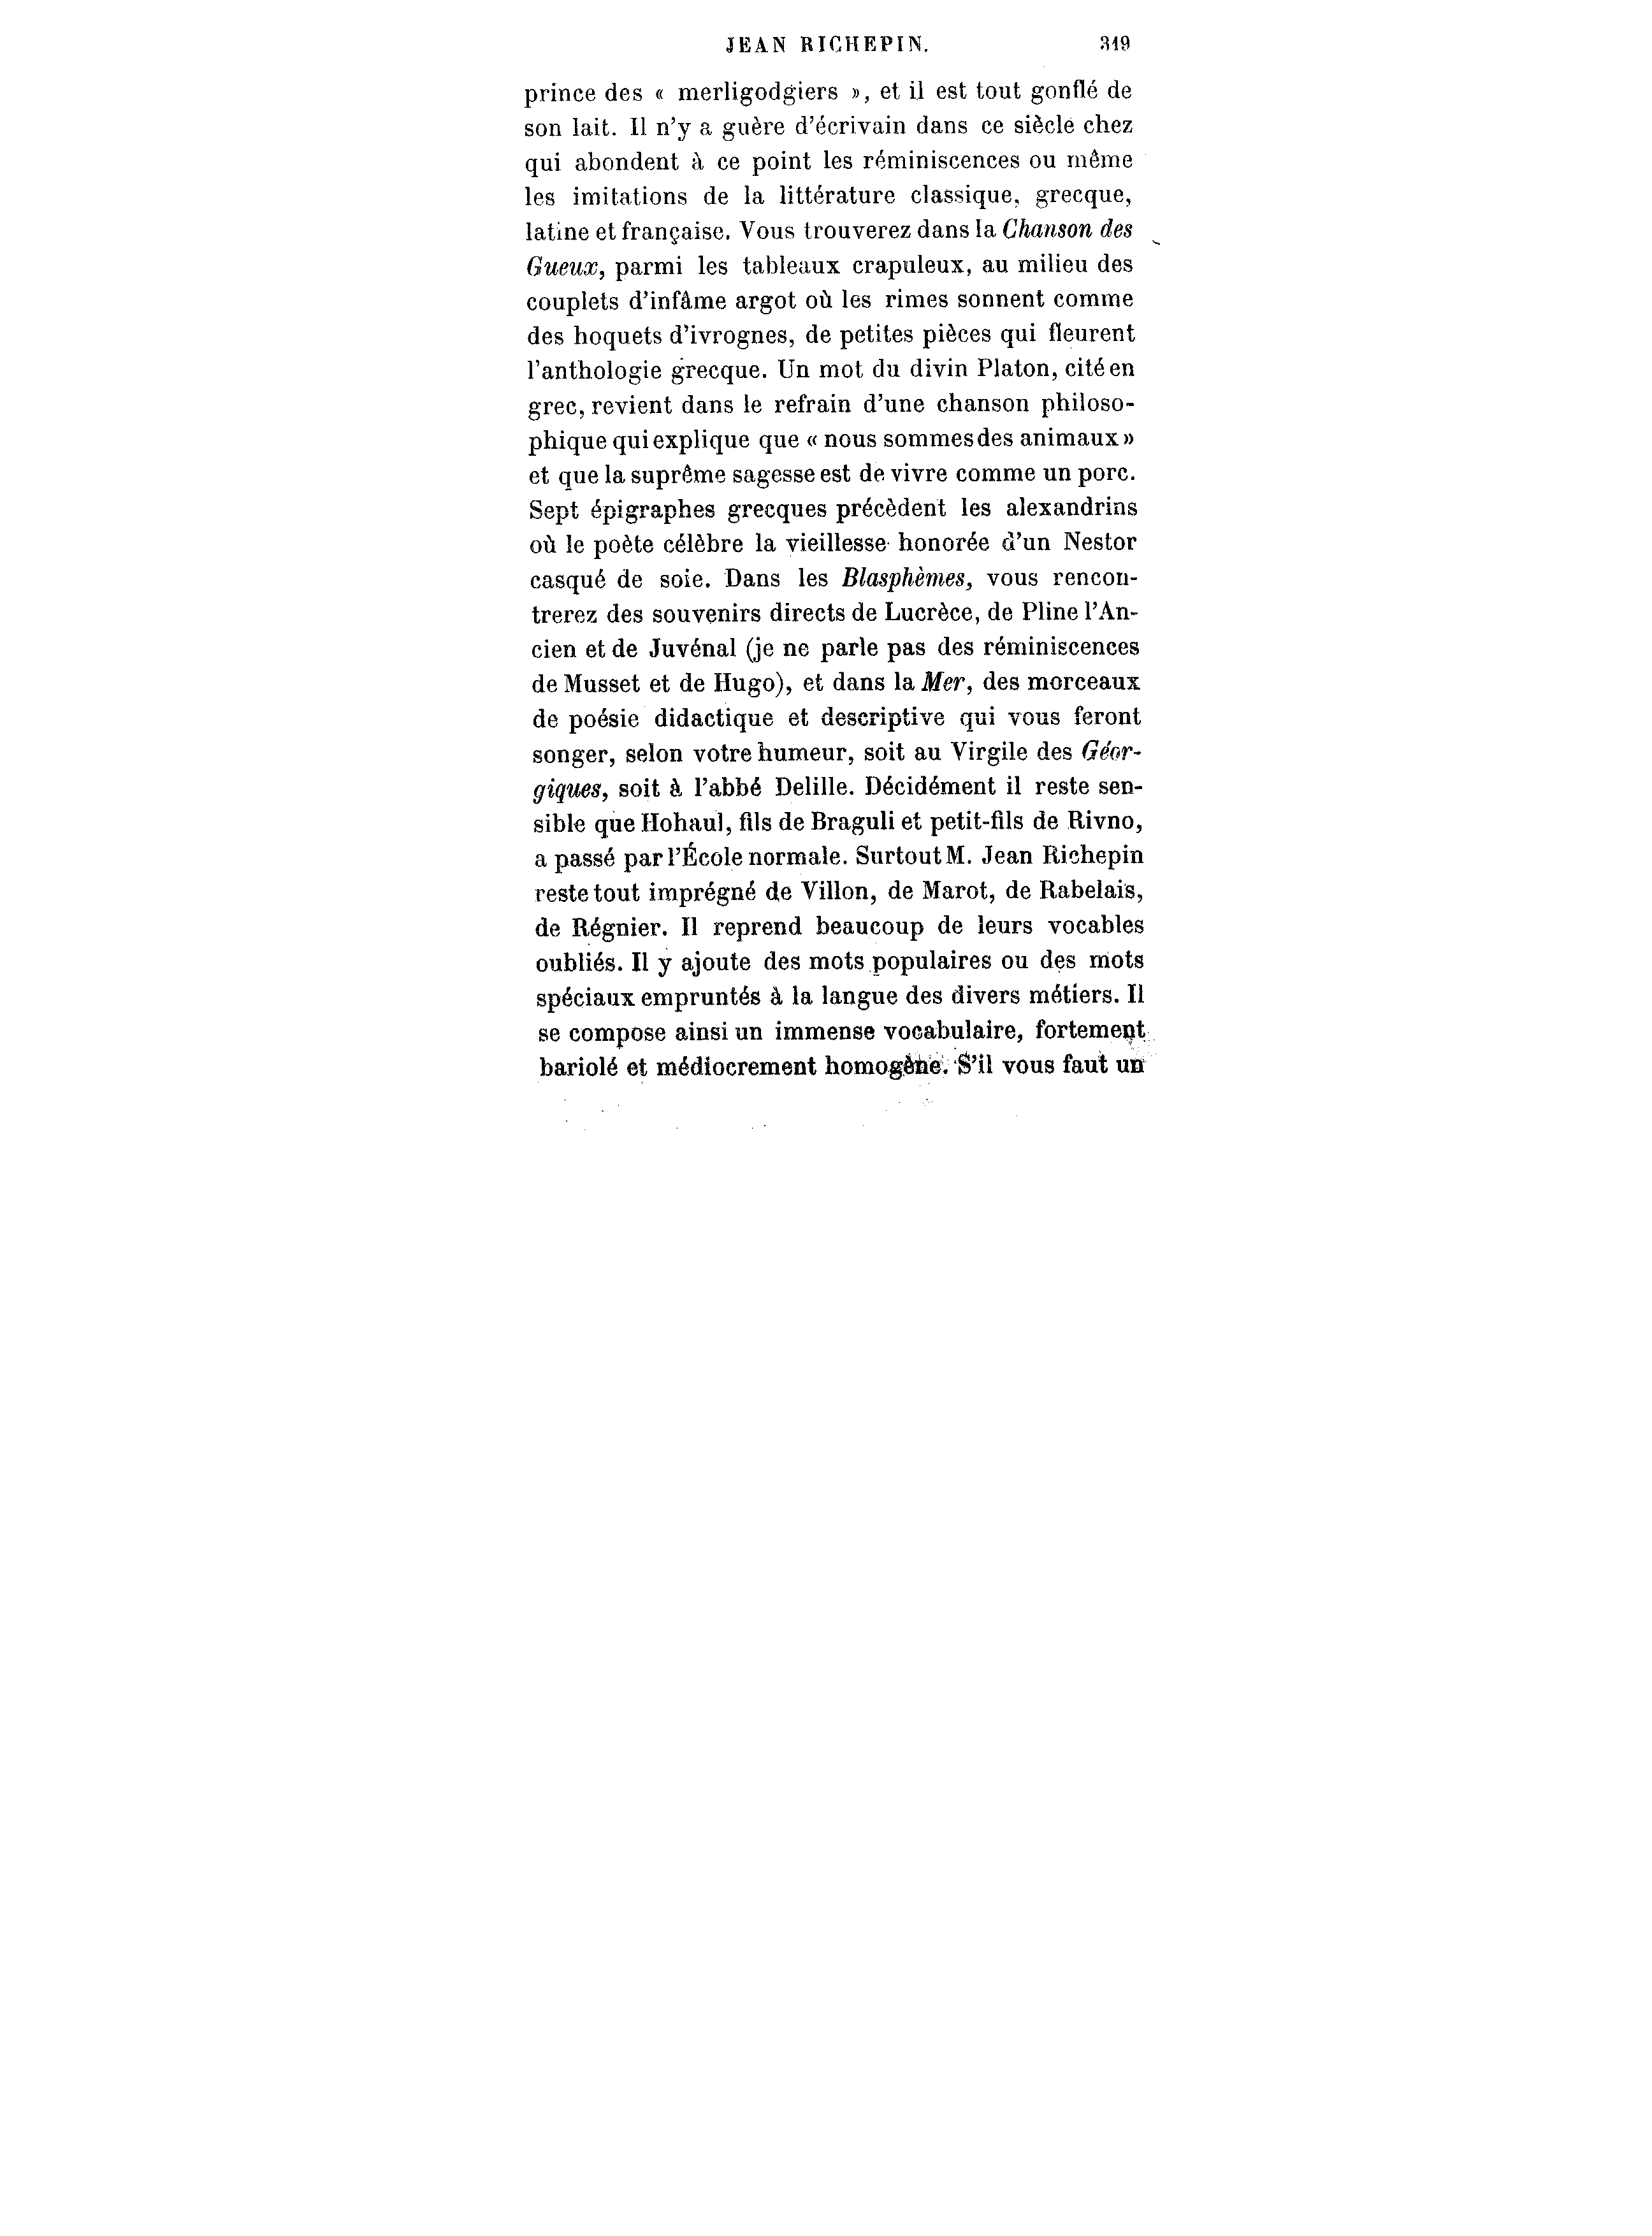 JEAN RICHEPIN. 319
prince des « merligodgiers », et il est tout gonflé de
son lait. Il n'y a guère d'écrivain dans ce siècle chez
qui abondent à ce point les réminiscences ou même
les imitations de la littérature classique, grecque,
latine et française. Vous trouverez dans la Chanson des
Gueux, parmi les tableaux crapuleux, au milieu des
couplets d'infâme argot où les rimes sonnent comme
des hoquets d'ivrognes, de petites pièces qui fleurent
l'anthologie grecque. Un mot du divin Platon, cité en
grec, revient dans le refrain d'une chanson philoso-
phique qui explique que « nous sommes des animaux »
et que la suprême sagesse est de vivre comme un porc.
Sept épigraphes grecques précèdent les alexandrins
où le poète célèbre la vieillesse honorée d'un Nestor
casqué de soie. Dans les Blasphèmes, vous rencon-
trerez des souvenirs directs de Lucrèce, de Pline l'An-
cien et de Juvénal (je ne parle pas des réminiscences
de Musset et de Hugo), et dans la Mer, des morceaux
de poésie didactique et descriptive qui vous feront
songer, selon votre humeur, soit au Virgile des Géor-
giques, soit à l'abbé Delille. Décidément il reste sen-
sible que Hohaul, fils de Braguli et petit-fils de Rivno,
a passé par l'École normale. Surtout M. Jean Richepin
reste tout imprégné de Villon, de Marot, de Rabelais,
de Régnier. Il reprend beaucoup de leurs vocables
oubliés. Il y ajoute des mots populaires ou des mots
spéciaux empruntés à la langue des divers métiers. Il
se compose ainsi un immense vocabulaire, fortement
bariolé et médiocrement homogène. S'il vous faut un